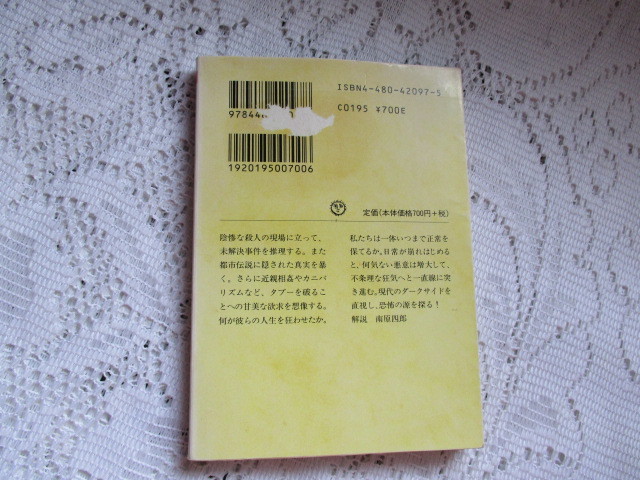 ISBN4-480-42097-5
C0195 ¥700E
97844
1920195007006
定価(本体価格700円+税)
陰惨な殺人の現場に立って、
未解決事件を推理する。また
都市伝説に隠された真実を暴
く。さらに近親相姦やカニバ
リズムなど、タブーを破るこ
とへの甘美な欲求を想像する。
何が彼らの人生を狂わせたか。
私たちは一体いつまで正常を
保てるか。日常が崩れはじめる
と、何気ない悪意は増大して、
不条理な狂気へと一直線に突
き進む。現代のダークサイドを
直視し、恐怖の源を探る!
解説 南原四郎